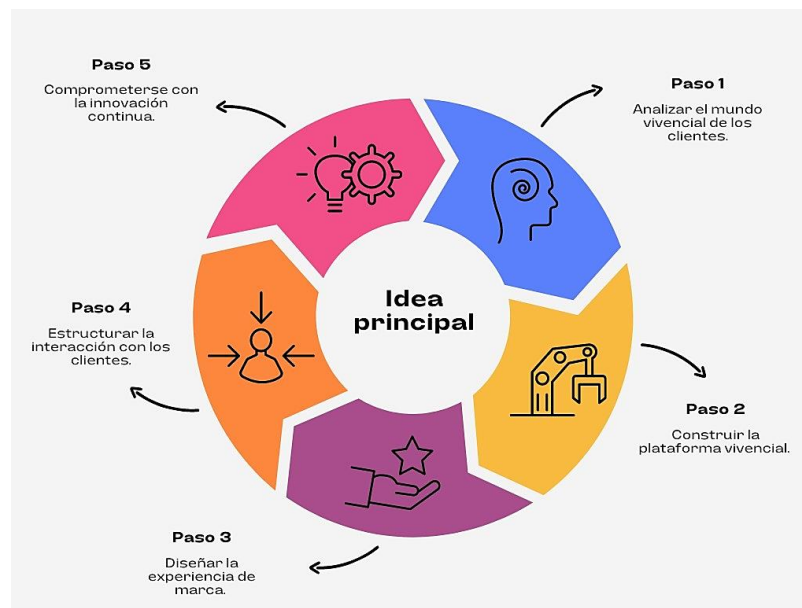 Paso 5
Comprometerse con
la innovación
continua.
Paso 1
Analizar el mundo
vivencial de los
clientes.
Idea
principal
Paso 4
Estructurar la
interacción con los
clientes.
Paso 2
Construir la
plataforma vivencial.
Paso 3
Diseñar la
experiencia de
marca.